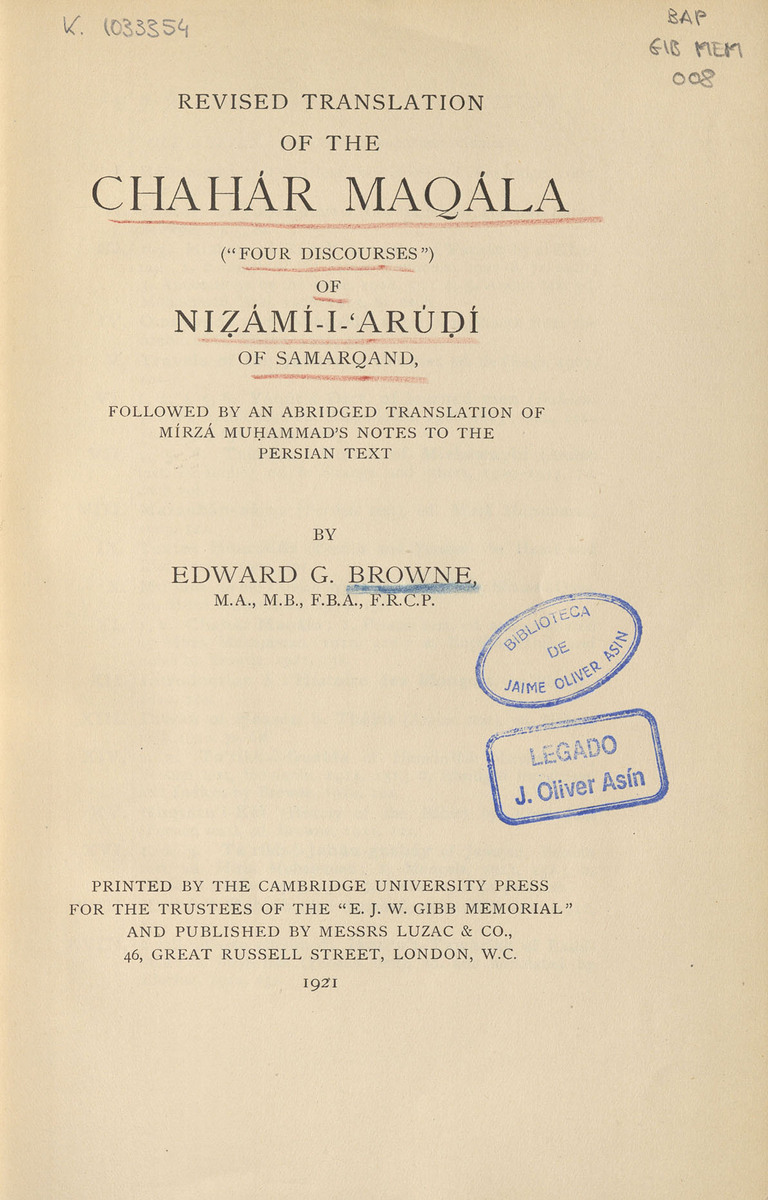 K. 1033354
BAP
GIB MEM
008
REVISED TRANSLATION
OF THE
CHAHÁR MAQÁLA
(“FOUR DISCOURSES”)
OF
NIẒÁMÍ-I-‘ARÚḌÍ
OF SAMARQAND,
FOLLOWED BY AN ABRIDGED TRANSLATION OF
MÍRZÁ MUḤAMMAD'S NOTES TO THE
PERSIAN TEXT
BY
EDWARD G. BROWNE,
M.A., M.B., F.B.A., F.R.C.P.
BIBLIOTECA
DE
JAIME OLIVER ASIN
LEGADO
J. Oliver Asín
PRINTED BY THE CAMBRIDGE UNIVERSITY PRESS
FOR THE TRUSTEES OF THE “E. J. W. GIBB MEMORIAL”
AND PUBLISHED BY MESSRS LUZAC & CO.,
46, GREAT RUSSELL STREET, LONDON, W.C.
1921